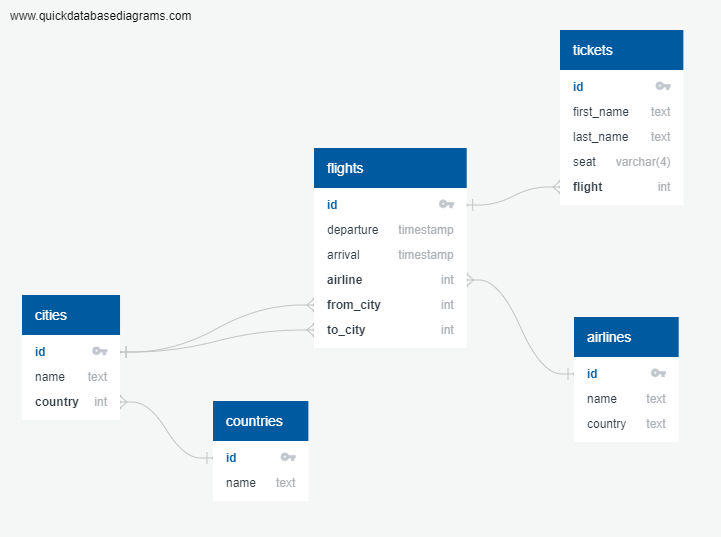 www.quickdatabasediagrams.com
tickets
id
first_name text
last_name text
seat varchar(4)
flight int
flights
id
departure timestamp
arrival timestamp
airline int
from_city int
to_city int
cities
id
name text
country int
airlines
id
name text
country text
countries
id
name text